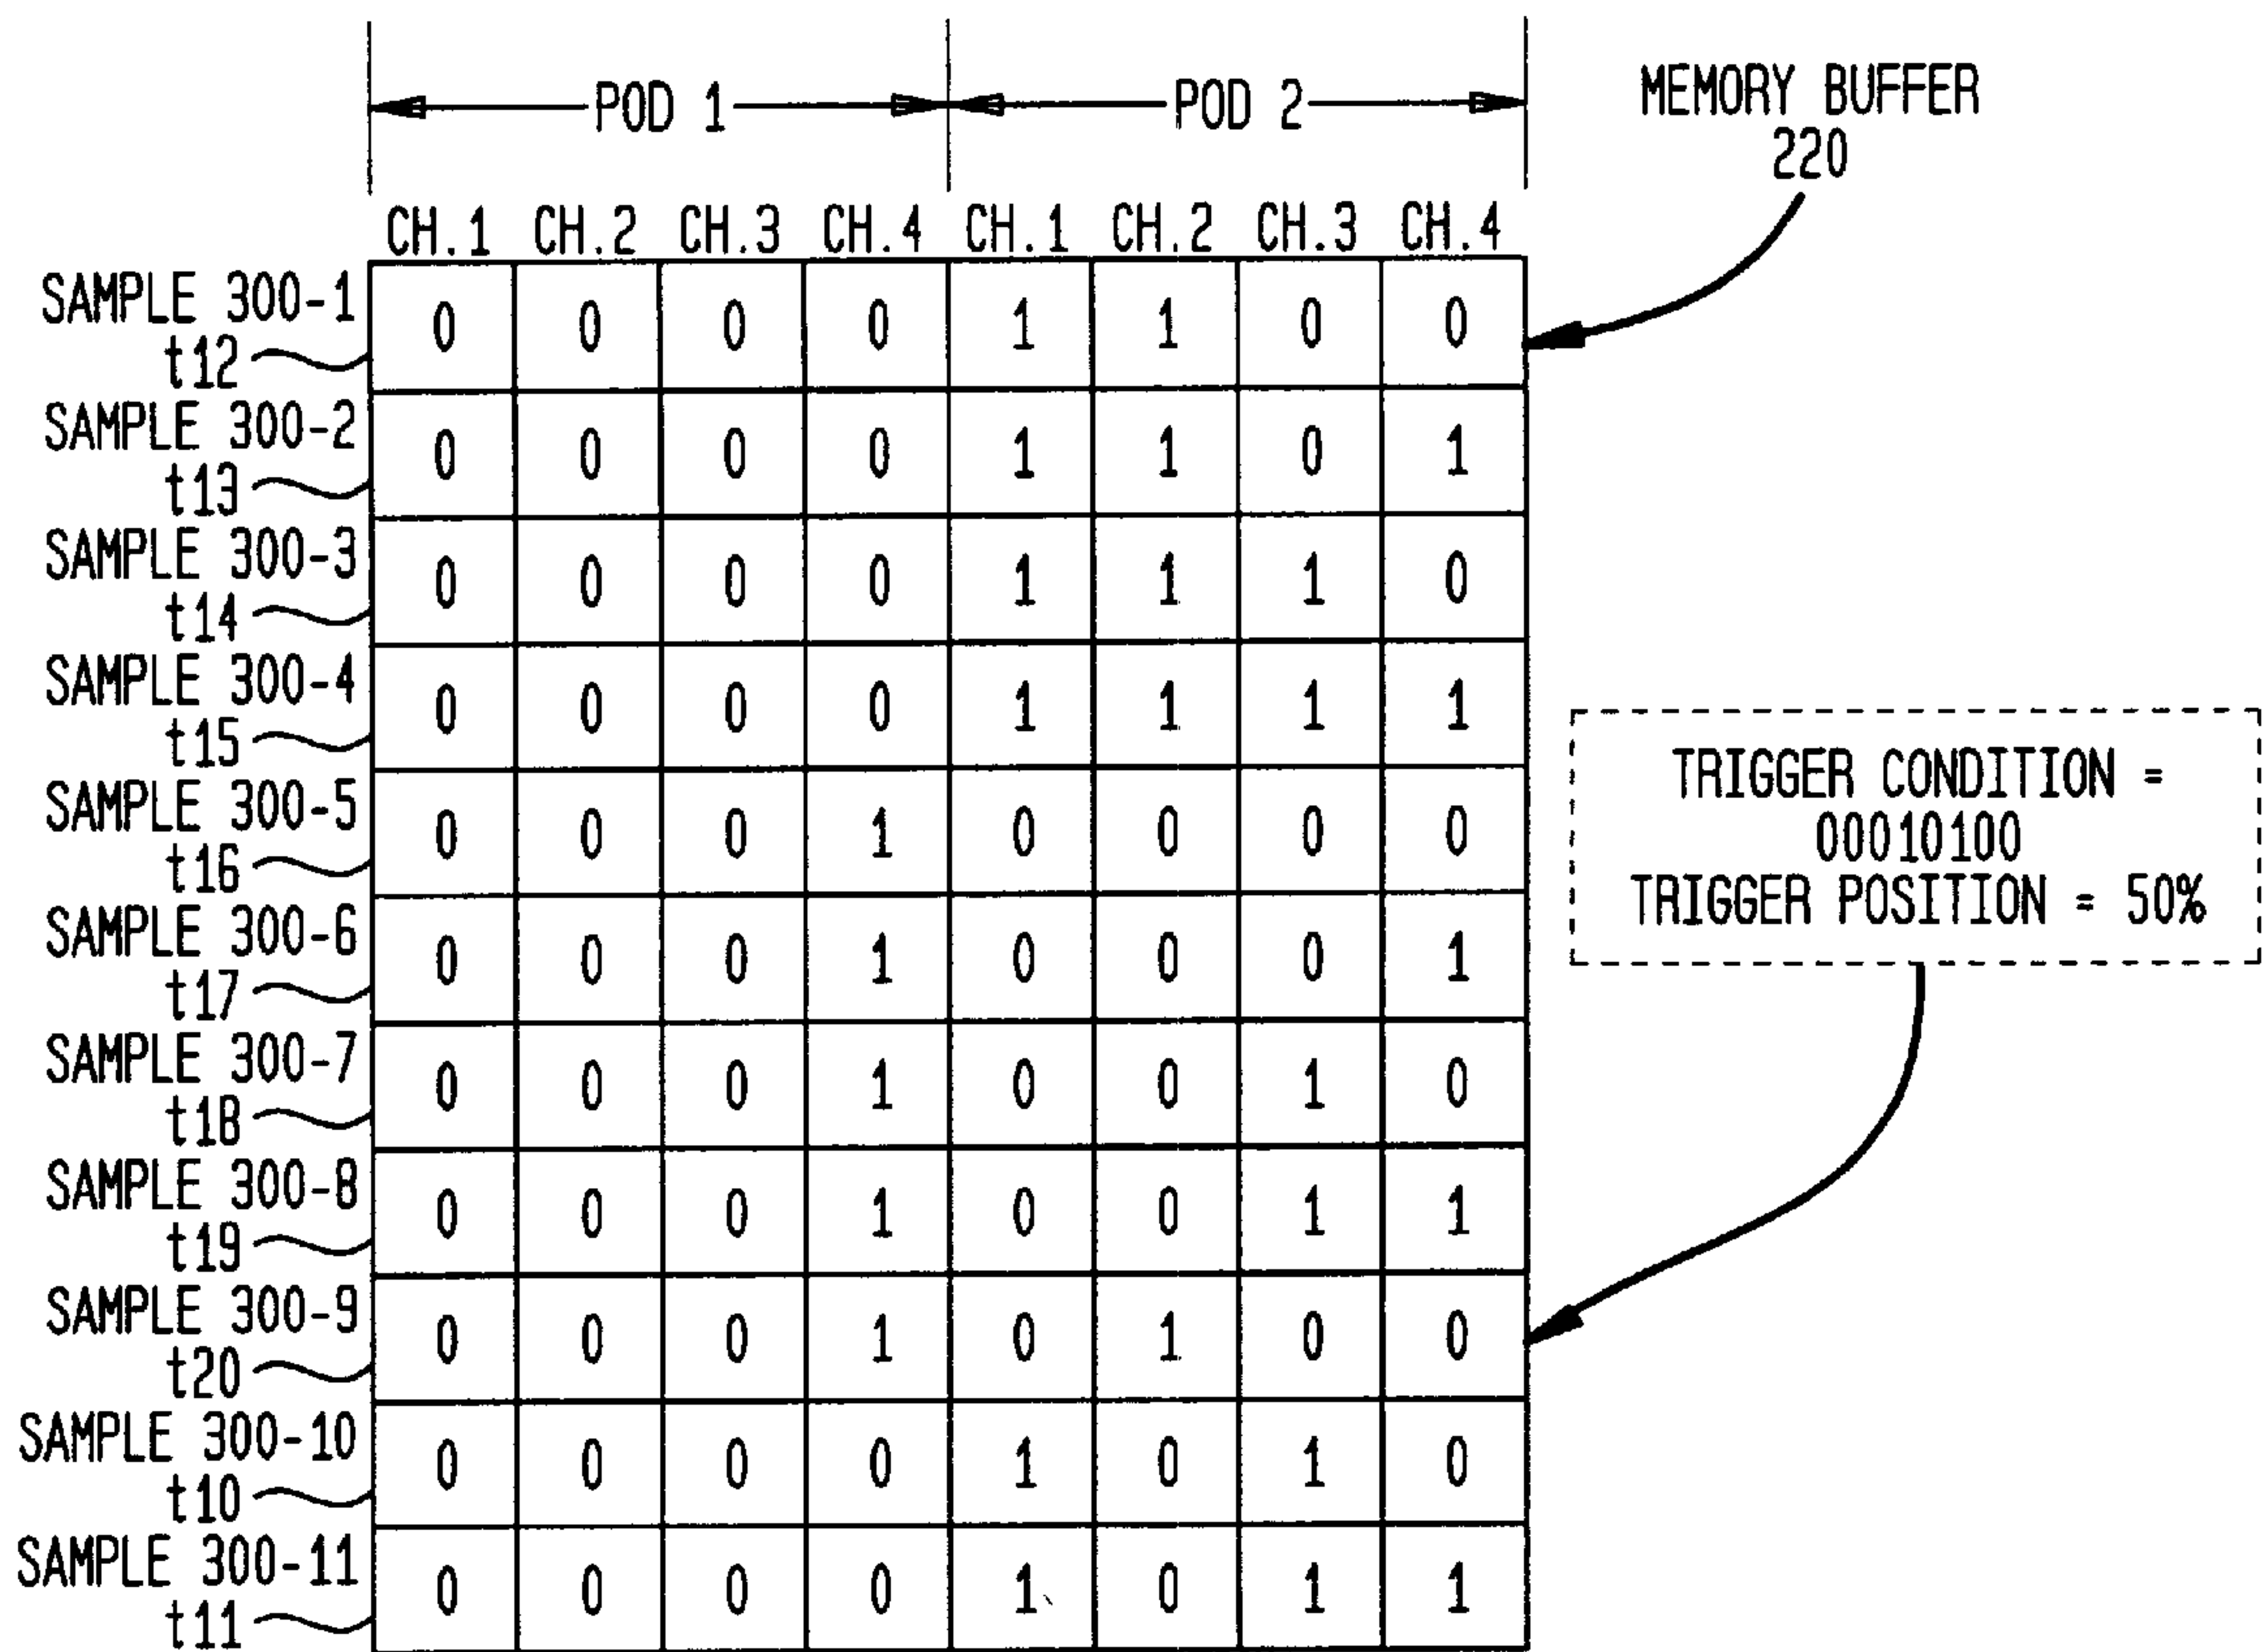 POD 1 POD 2
MEMORY BUFFER
220
CH.1 CH.2 CH.3 CH.4 CH.1 CH.2 CH.3 CH.4
SAMPLE 300-1
t12
0 0 0 0 1 1 0 0
SAMPLE 300-2
t13
0 0 0 0 1 1 0 1
SAMPLE 300-3
t14
0 0 0 0 1 1 1 0
SAMPLE 300-4
t15
0 0 0 0 1 1 1 1
SAMPLE 300-5
t16
0 0 0 1 0 0 0 0
SAMPLE 300-6
t17
0 0 0 1 0 0 0 1
SAMPLE 300-7
t18
0 0 0 1 0 0 1 0
SAMPLE 300-8
t19
0 0 0 1 0 0 1 1
SAMPLE 300-9
t20
0 0 0 1 0 1 0 0
SAMPLE 300-10
t10
0 0 0 0 1 0 1 0
SAMPLE 300-11
t11
0 0 0 0 1 0 1 1
TRIGGER CONDITION =
00010100
TRIGGER POSITION = 50%